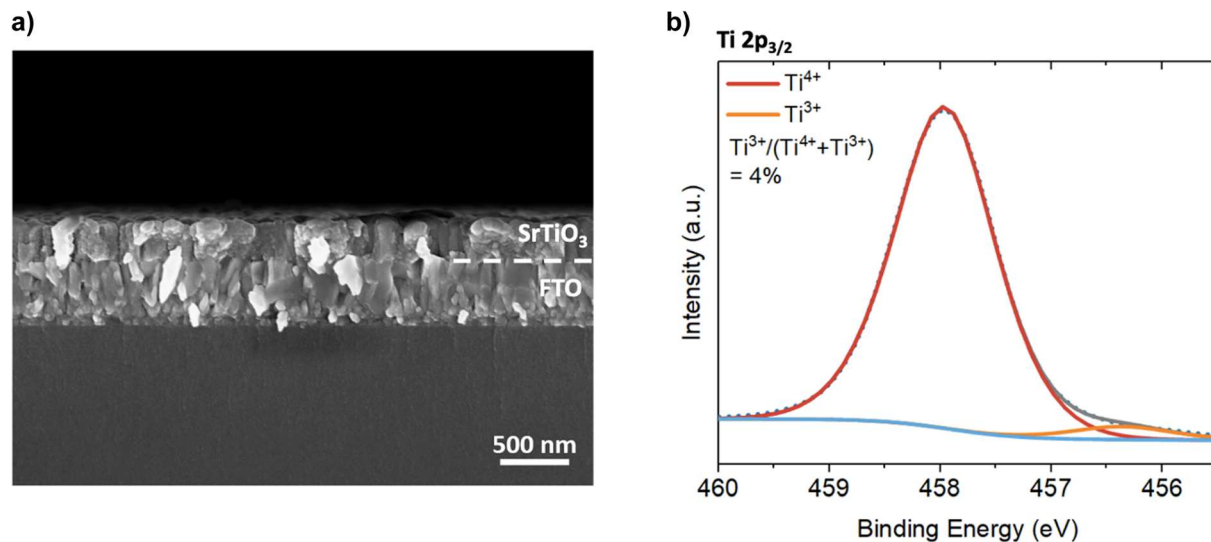 a)
SrTiO₃
FTO
500 nm
b)
Ti 2p₃/₂
Ti⁴⁺
Ti³⁺
Ti³⁺/(Ti⁴⁺+Ti³⁺)
= 4%
Intensity (a.u.)
460 459 458 457 456
Binding Energy (eV)